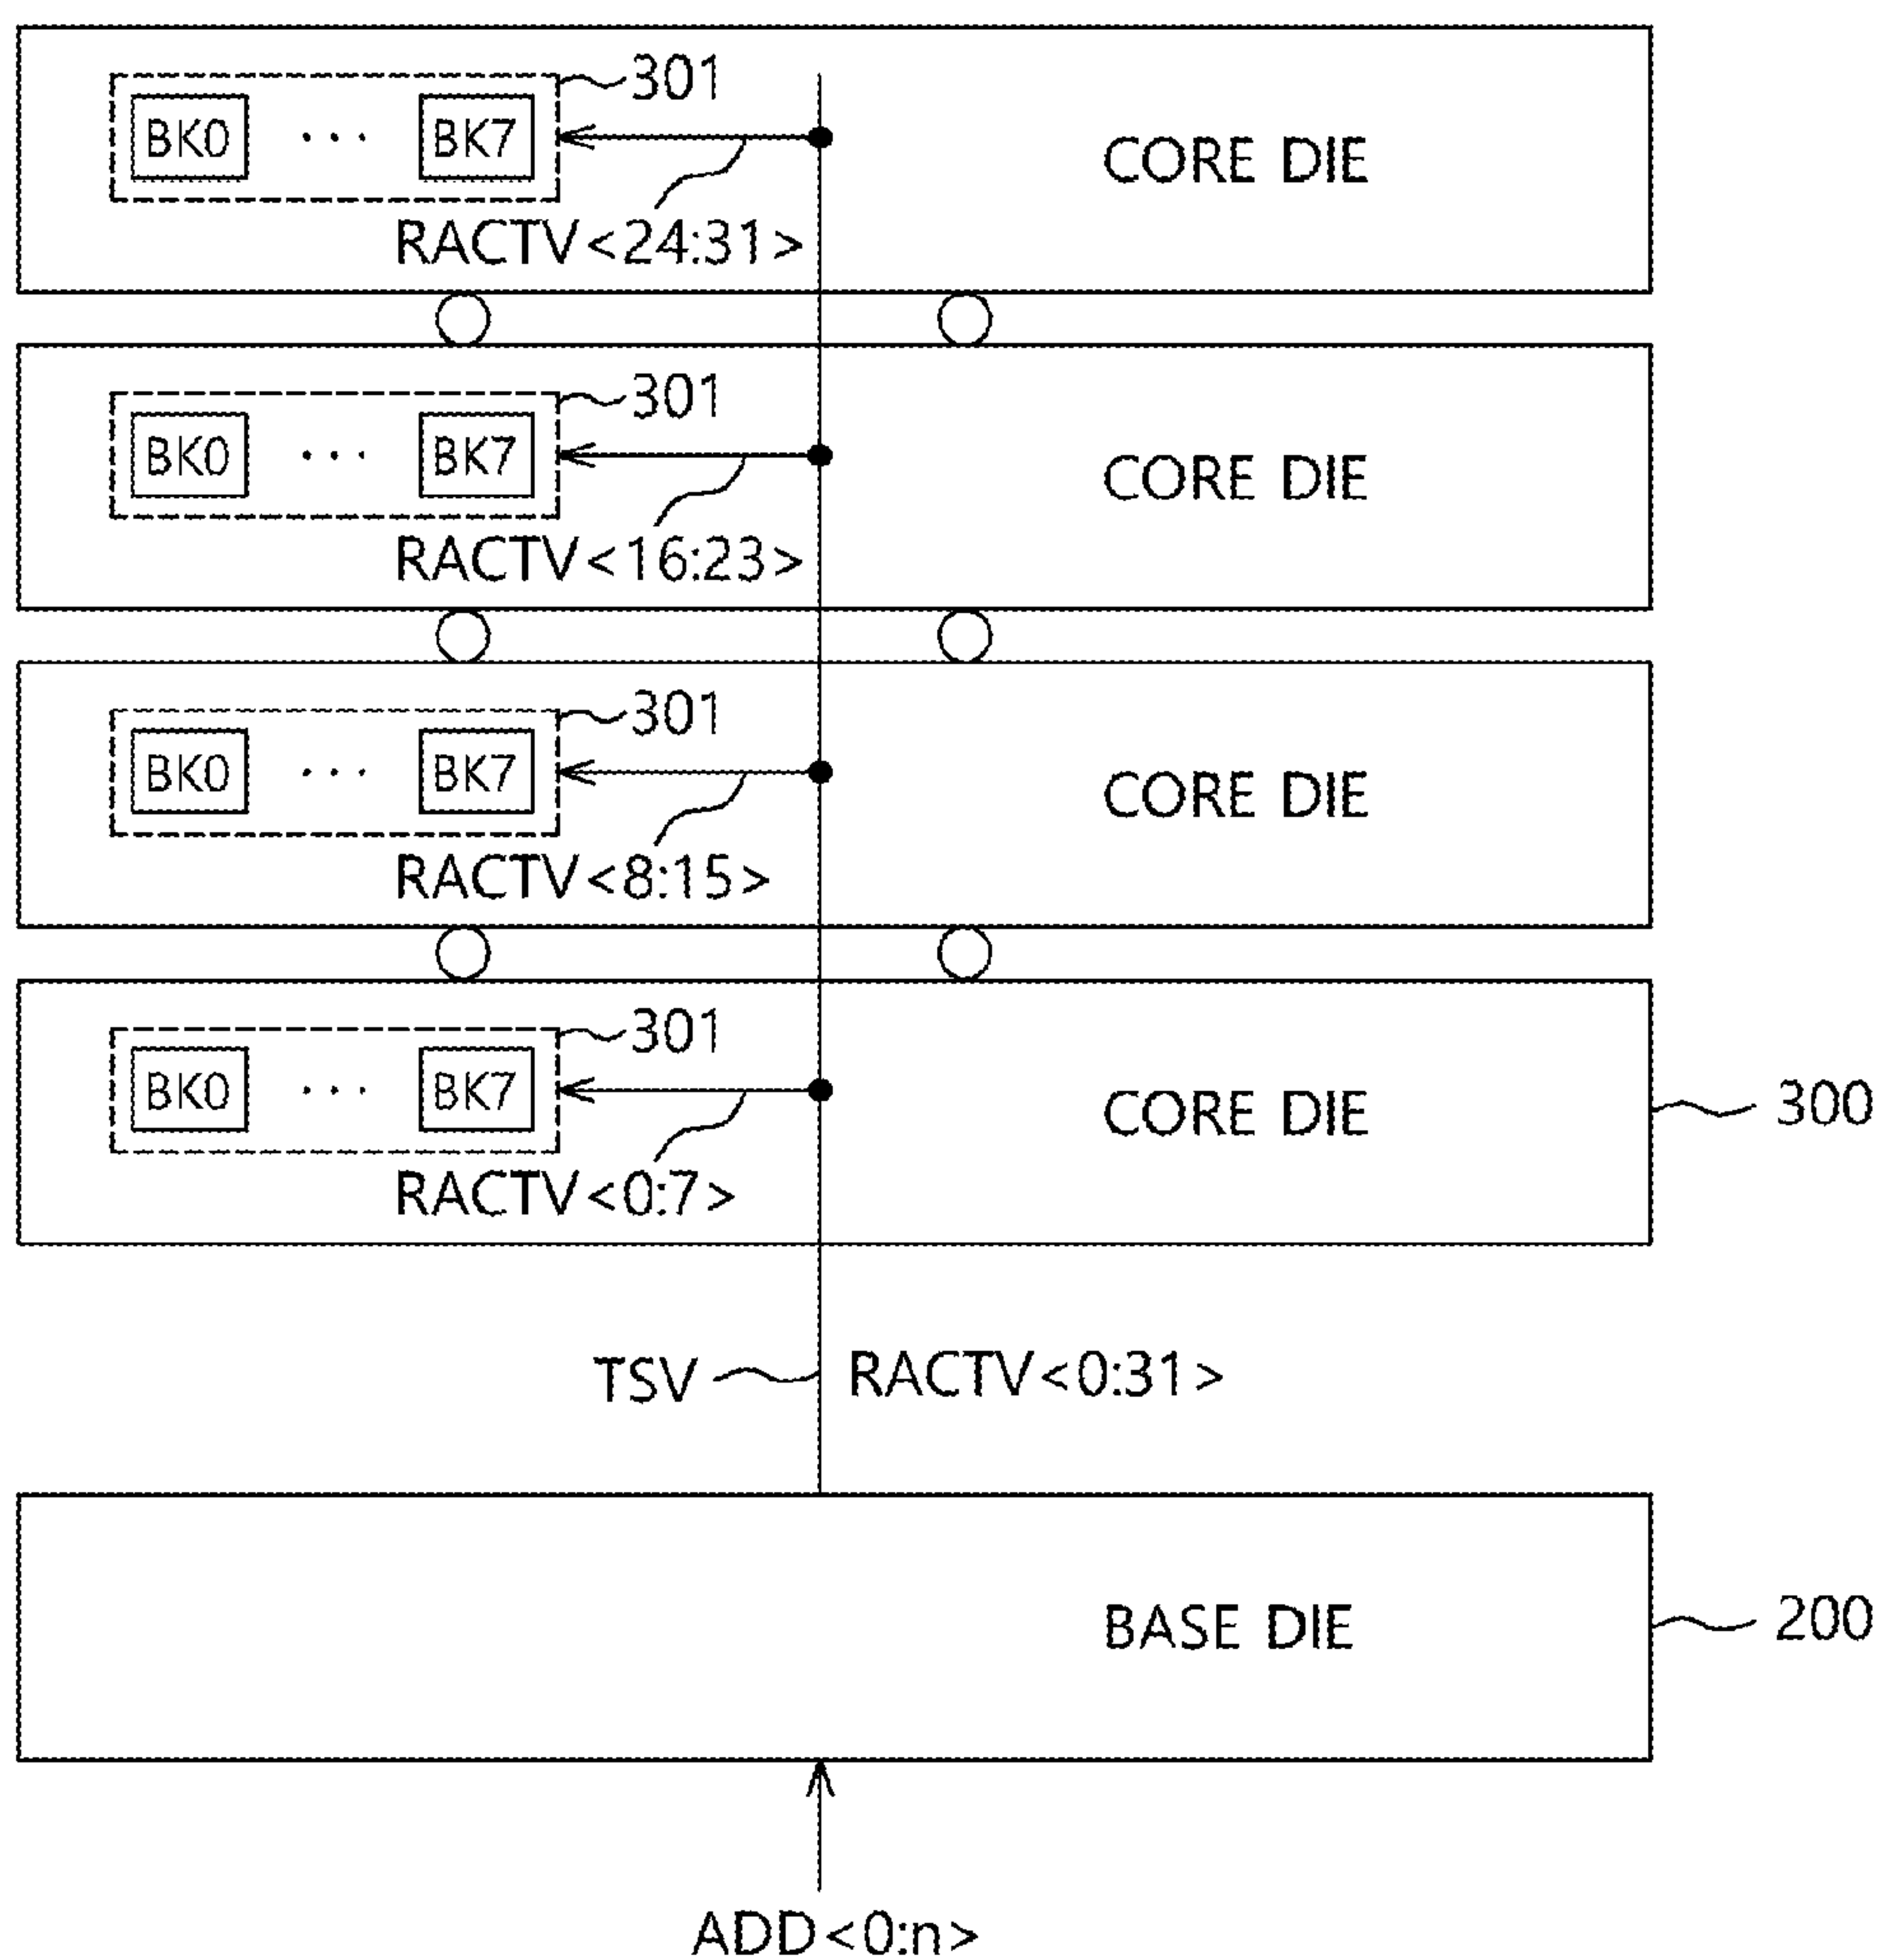 301
BK0 ... BK7
CORE DIE
RACTV<24:31>
301
BK0 ... BK7
CORE DIE
RACTV<16:23>
301
BK0 ... BK7
CORE DIE
RACTV<8:15>
301
BK0 ... BK7
CORE DIE
300
RACTV<0:7>
TSV
RACTV<0:31>
BASE DIE
200
ADD<0:n>